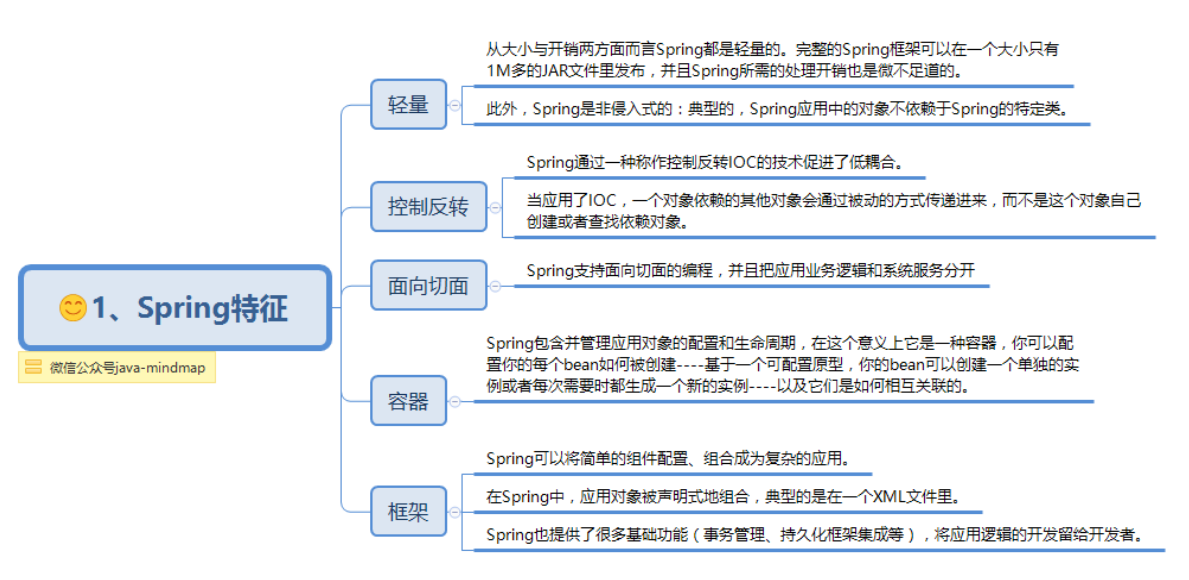 1、Spring特征
微信公众号java-mindmap
轻量
从大小与开销两方面而言Spring都是轻量的。完整的Spring框架可以在一个大小只有
1M多的JAR文件里发布，并且Spring所需的处理开销也是微不足道的。
此外，Spring是非侵入式的：典型的，Spring应用中的对象不依赖于Spring的特定类。
控制反转
Spring通过一种称作控制反转IOC的技术促进了低耦合。
当应用了IOC，一个对象依赖的其他对象会通过被动的方式传递进来，而不是这个对象自己
创建或者查找依赖对象。
面向切面
Spring支持面向切面的编程，并且把应用业务逻辑和系统服务分开
容器
Spring包含并管理应用对象的配置和生命周期，在这个意义上它是一种容器，你可以配
置你的每个bean如何被创建----基于一个可配置原型，你的bean可以创建一个单独的实
例或者每次需要时都生成一个新的实例----以及它们是如何相互关联的。
框架
Spring可以将简单的组件配置、组合成为复杂的应用。
在Spring中，应用对象被声明式地组合，典型的是在一个XML文件里。
Spring也提供了很多基础功能（事务管理、持久化框架集成等），将应用逻辑的开发留给开发者。